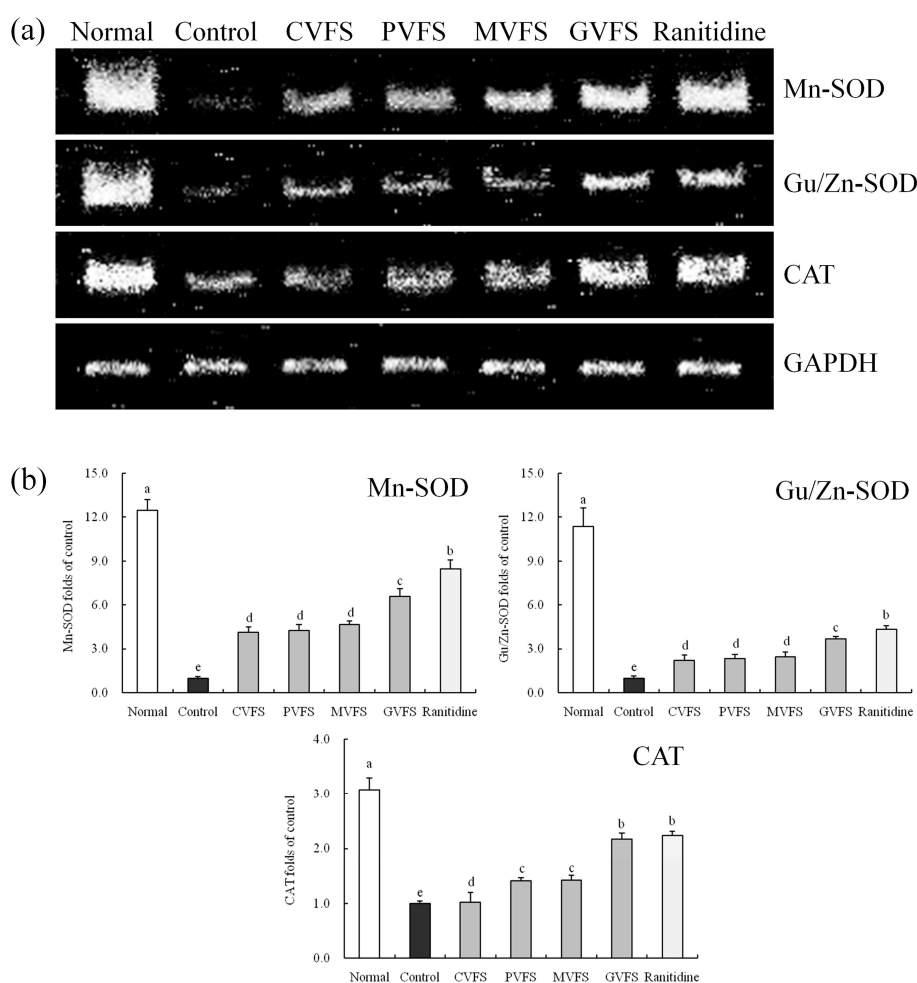 (a)
Normal Control CVFS PVFS MVFS GVFS Ranitidine
Mn-SOD
Gu/Zn-SOD
CAT
GAPDH
(b)
Mn-SOD
Mn-SOD folds of control
15.0
12.0
9.0
6.0
3.0
0.0
a
e
d
d
d
c
b
Normal Control CVFS PVFS MVFS GVFS Ranitidine
Gu/Zn-SOD
Gu/Zn-SOD folds of control
15.0
12.0
9.0
6.0
3.0
0.0
a
e
d
d
d
c
b
Normal Control CVFS PVFS MVFS GVFS Ranitidine
CAT
CAT folds of control
4.0
3.0
2.0
1.0
0.0
a
e
d
c
c
b
b
Normal Control CVFS PVFS MVFS GVFS Ranitidine